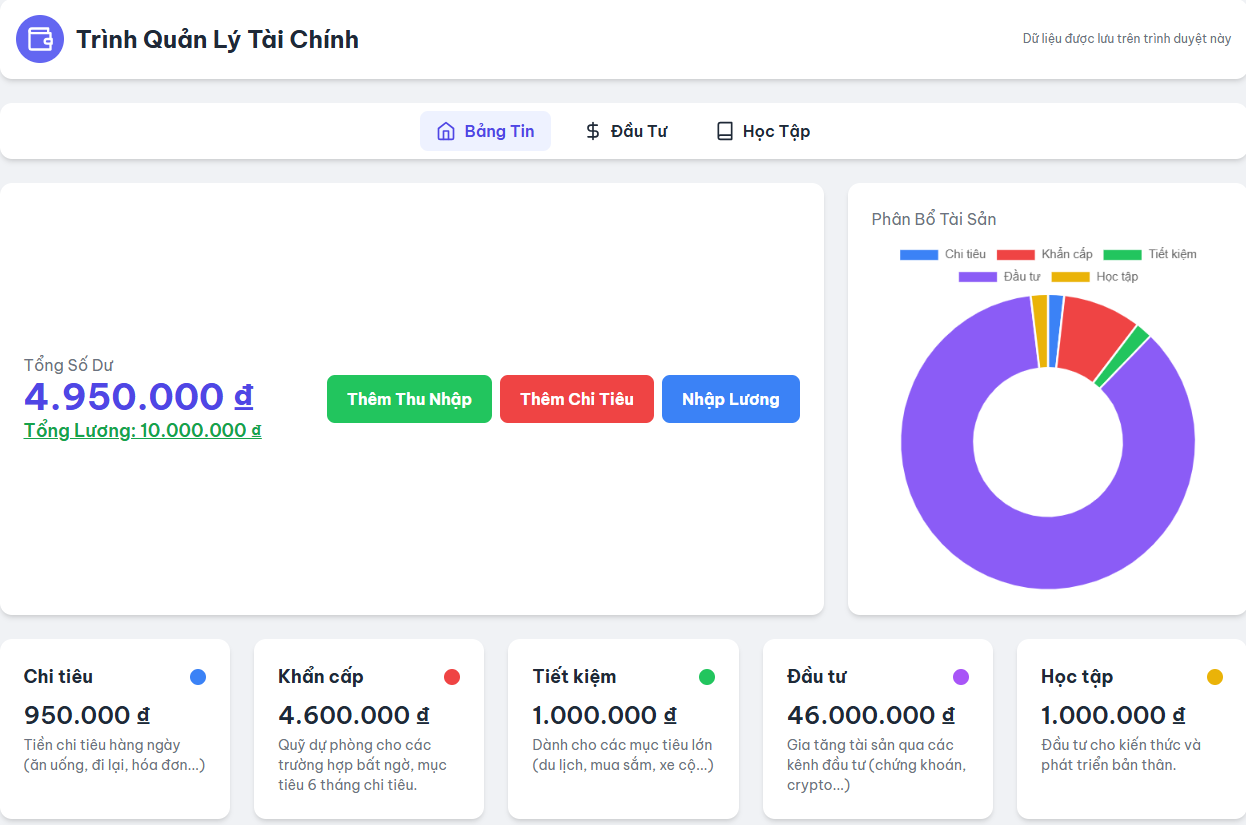 Trình Quản Lý Tài Chính
Dữ liệu được lưu trên trình duyệt này
Bảng Tin
Đầu Tư
Học Tập
Tổng Số Dư
4.950.000 ₫
Tổng Lương: 10.000.000 ₫
Thêm Thu Nhập
Thêm Chi Tiêu
Nhập Lương
Phân Bổ Tài Sản
Chi tiêu Khẩn cấp Tiết kiệm
Đầu tư Học tập
Chi tiêu
950.000 ₫
Tiền chi tiêu hàng ngày
(ăn uống, đi lại, hóa đơn...)
Khẩn cấp
4.600.000 ₫
Quỹ dự phòng cho các
trường hợp bất ngờ, mục
tiêu 6 tháng chi tiêu.
Tiết kiệm
1.000.000 ₫
Dành cho các mục tiêu lớn
(du lịch, mua sắm, xe cộ...)
Đầu tư
46.000.000 ₫
Gia tăng tài sản qua các
kênh đầu tư (chứng khoán,
crypto...)
Học tập
1.000.000 ₫
Đầu tư cho kiến thức và
phát triển bản thân.